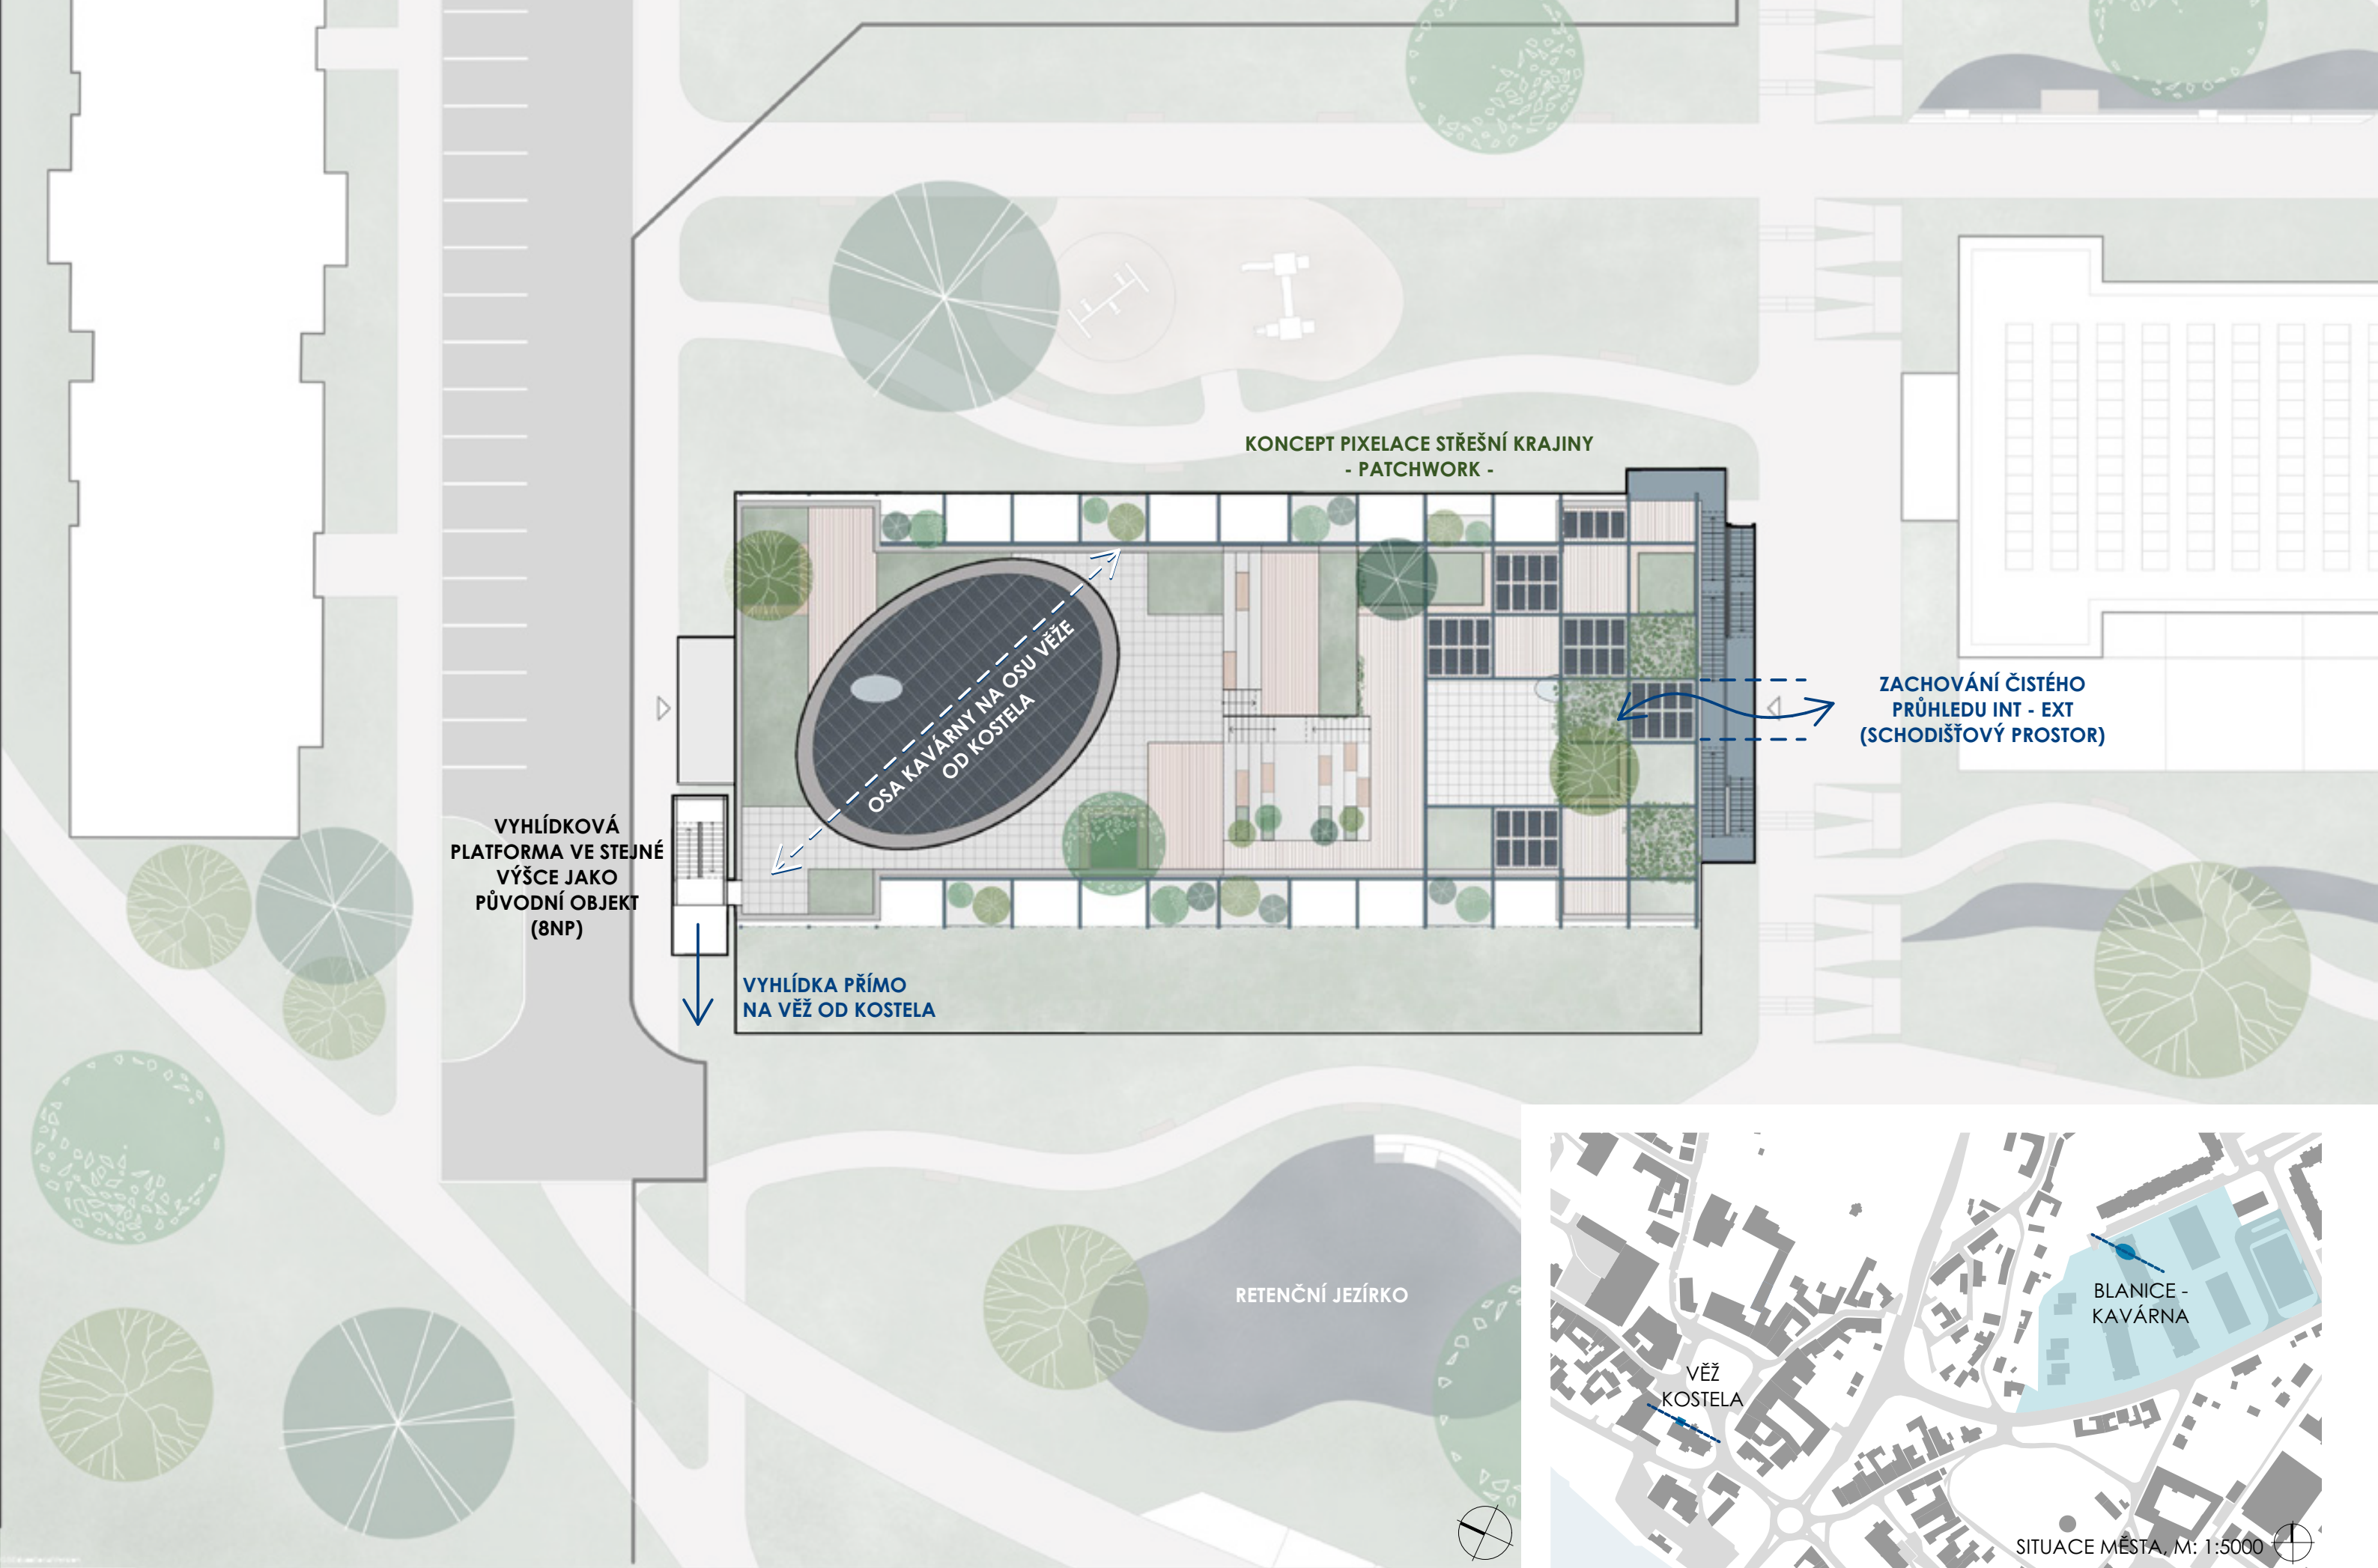 KONCEPT PIXELACE STŘEŠNÍ KRAJINY
- PATCHWORK -
OSA KAVÁRNY NA OSU VĚŽE
OD KOSTELA
ZACHOVÁNÍ ČISTÉHO
PRŮHLEDU INT - EXT
(SCHODIŠŤOVÝ PROSTOR)
VYHLÍDKOVÁ
PLATFORMA VE STEJNÉ
VÝŠCE JAKO
PŮVODNÍ OBJEKT
(8NP)
VYHLÍDKA PŘÍMO
NA VĚŽ OD KOSTELA
RETENČNÍ JEZÍRKO
BLANICE -
KAVÁRNA
VĚŽ
KOSTELA
SITUACE MĚSTA, M: 1:5000